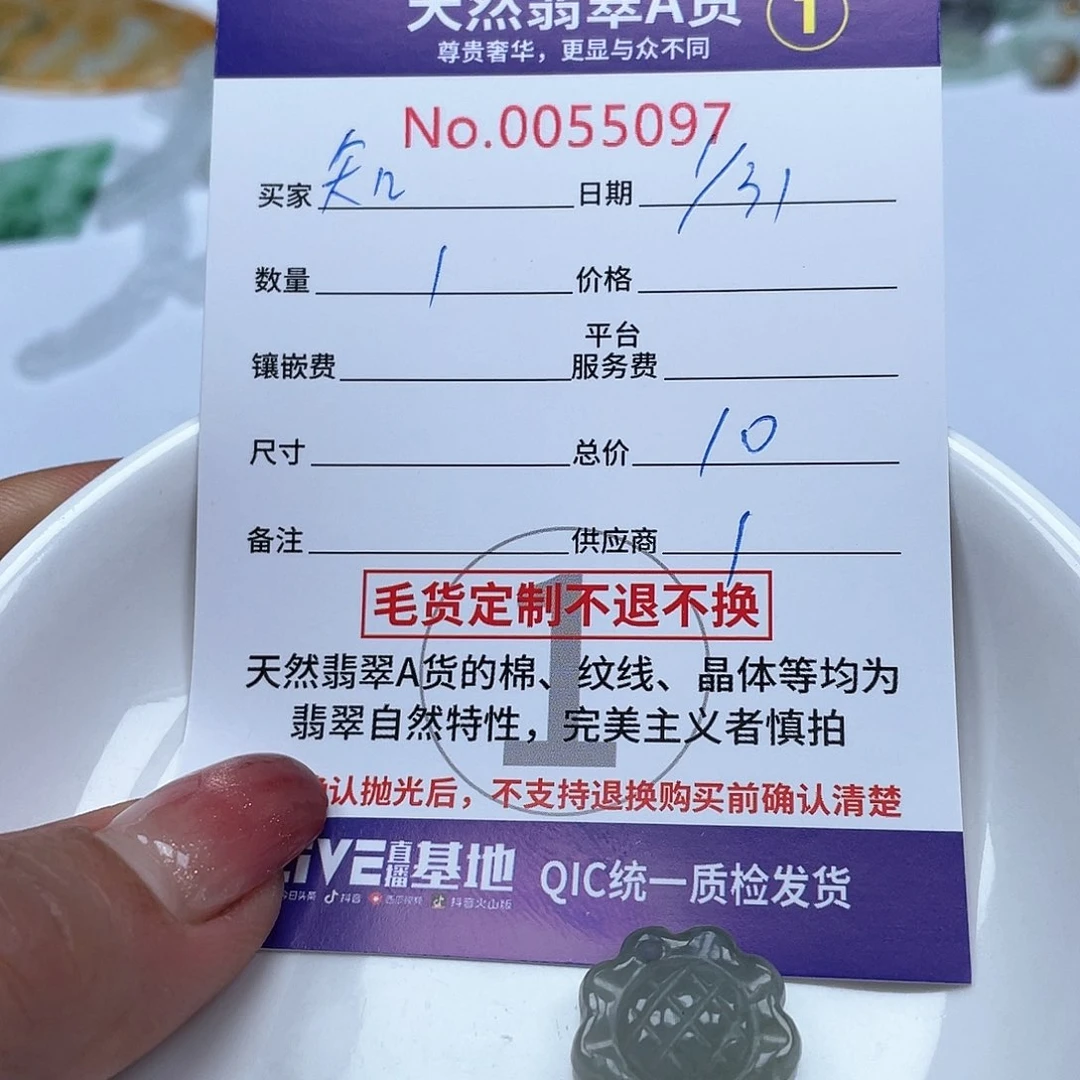 天然翡翠A货 1
尊贵奢华，更显与众不同
No.0055097
买家 知 日期 1/31
数量 1 价格
镶嵌费 平台服务费
尺寸 总价 10
备注 供应商 1
毛货定制不退不换
1
天然翡翠A货的棉、纹线、晶体等均为
翡翠自然特性，完美主义者慎拍
认抛光后，不支持退换购买前确认清楚
LIVE直播基地 QIC统一质检发货
今日头条 抖音 西瓜视频 抖音火山版